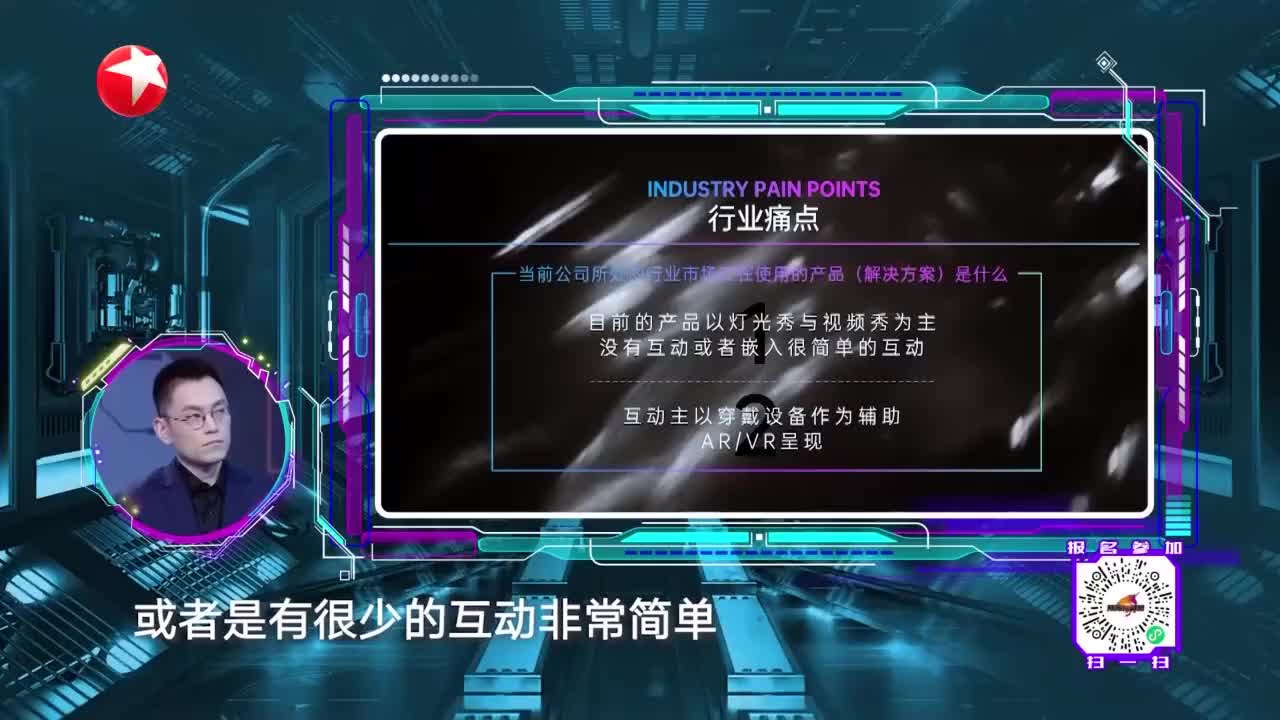 INDUSTRY PAIN POINTS
行业痛点
当前公司所处的行业市场正在使用的产品（解决方案）是什么
1
目前的产品以灯光秀与视频秀为主
没有互动或者嵌入很简单的互动
2
互动主以穿戴设备作为辅助
AR/VR呈现
报名参加
扫一扫
或者是有很少的互动非常简单